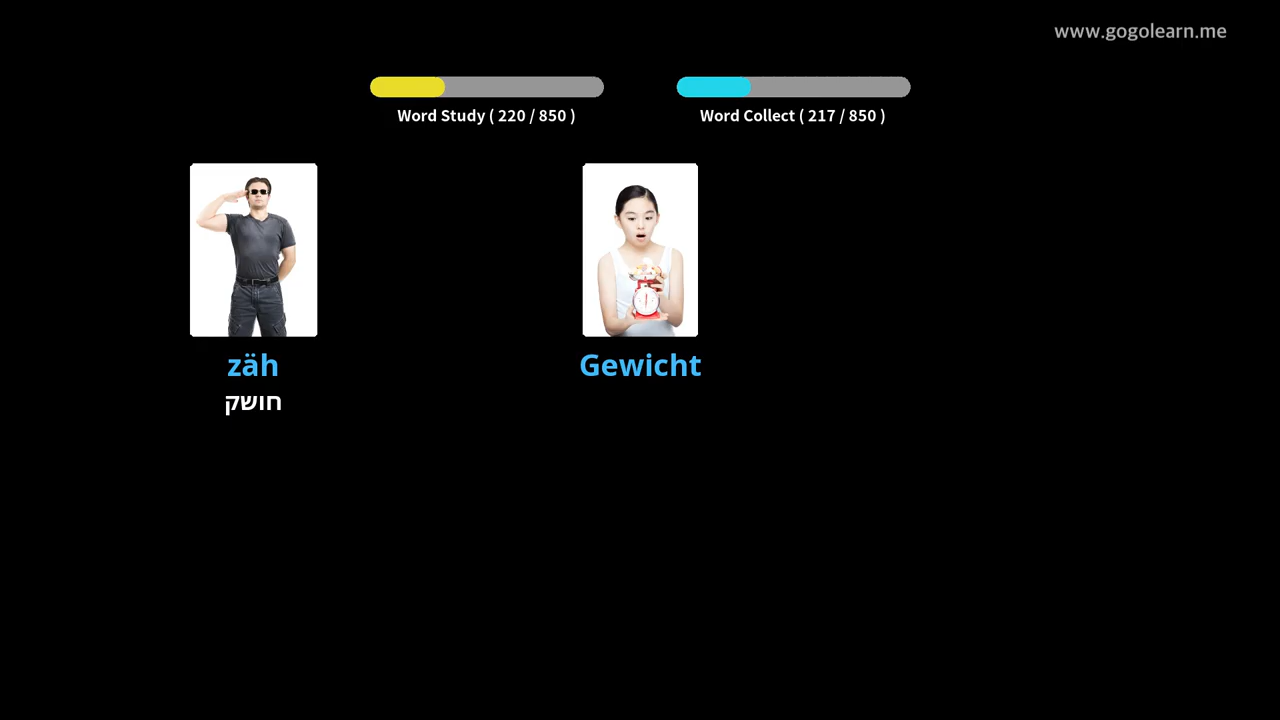 www.gogolearn.me
Word Study ( 220 / 850 )
Word Collect ( 217 / 850 )
zäh
Gewicht
חושק